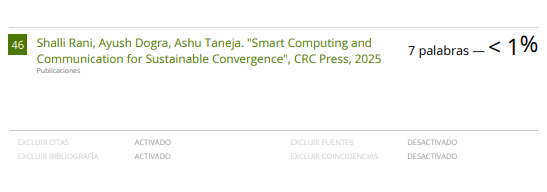 46 Shalli Rani, Ayush Dogra, Ashu Taneja. "Smart Computing and 7 palabras — < 1%
Communication for Sustainable Convergence", CRC Press, 2025
Publicaciones
EXCLUIR CITAS ACTIVADO EXCLUIR FUENTES DESACTIVADO
EXCLUIR BIBLIOGRAFÍA ACTIVADO EXCLUIR COINCIDENCIAS DESACTIVADO